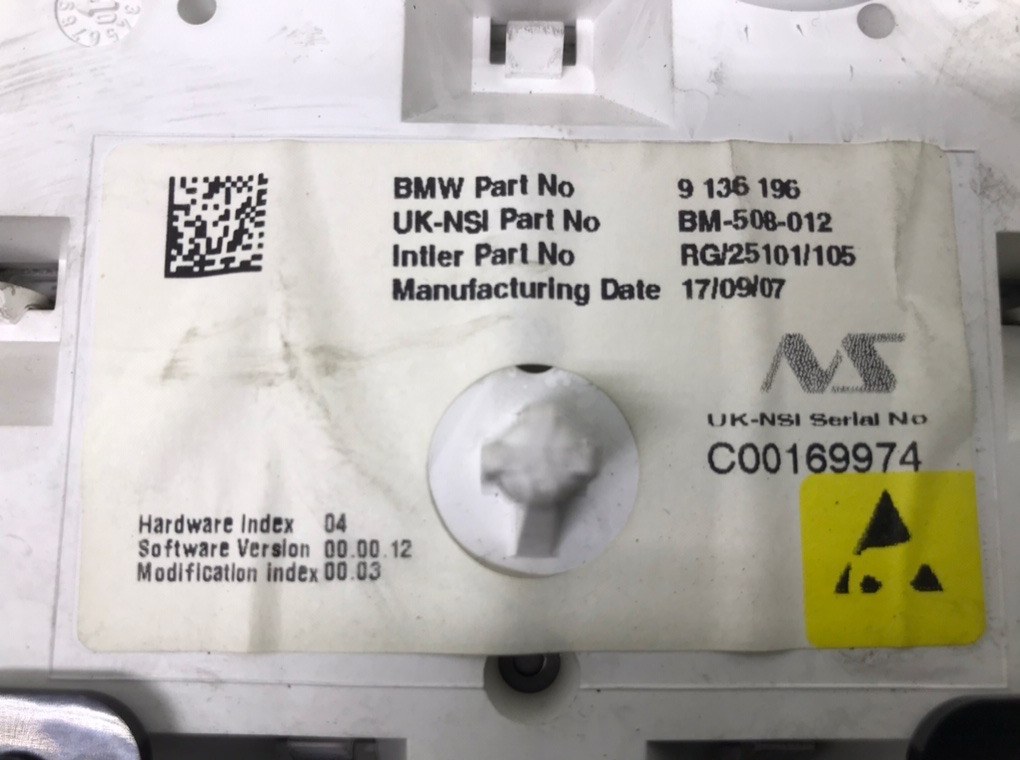 BMW Part No 9 136 196
UK-NSI Part No BM-508-012
Intler Part No RG/25101/105
Manufacturing Date 17/09/07
NS
UK-NSI Serial No
C00169974
Hardware Index 04
Software Version 00.00.12
Modification index 00.03